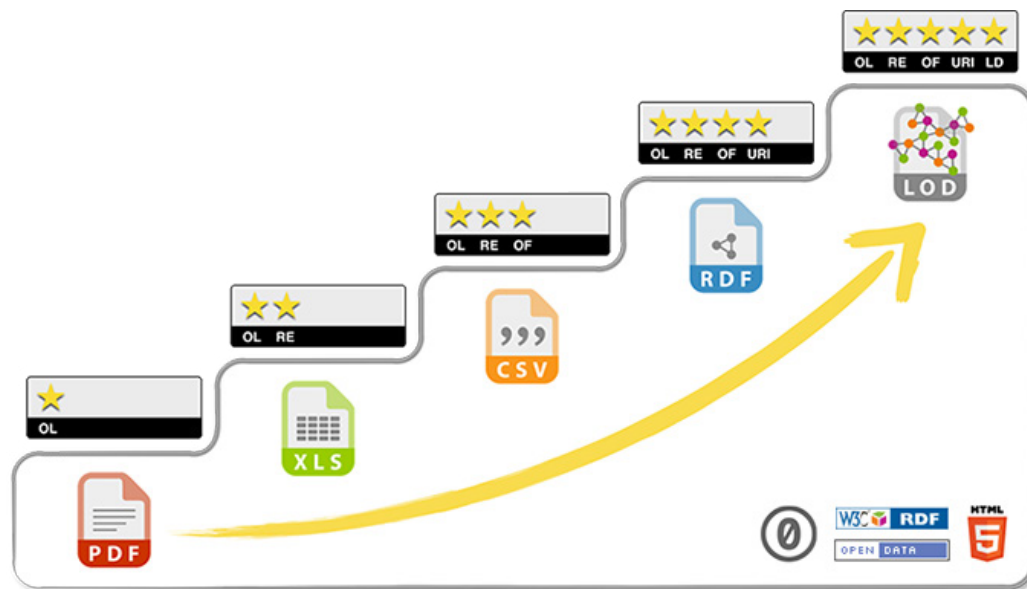 OL RE OF URI LD
LOD
OL RE OF URI
RDF
OL RE OF
CSV
OL RE
XLS
OL
PDF
0
W3C RDF
OPEN DATA
HTML
5